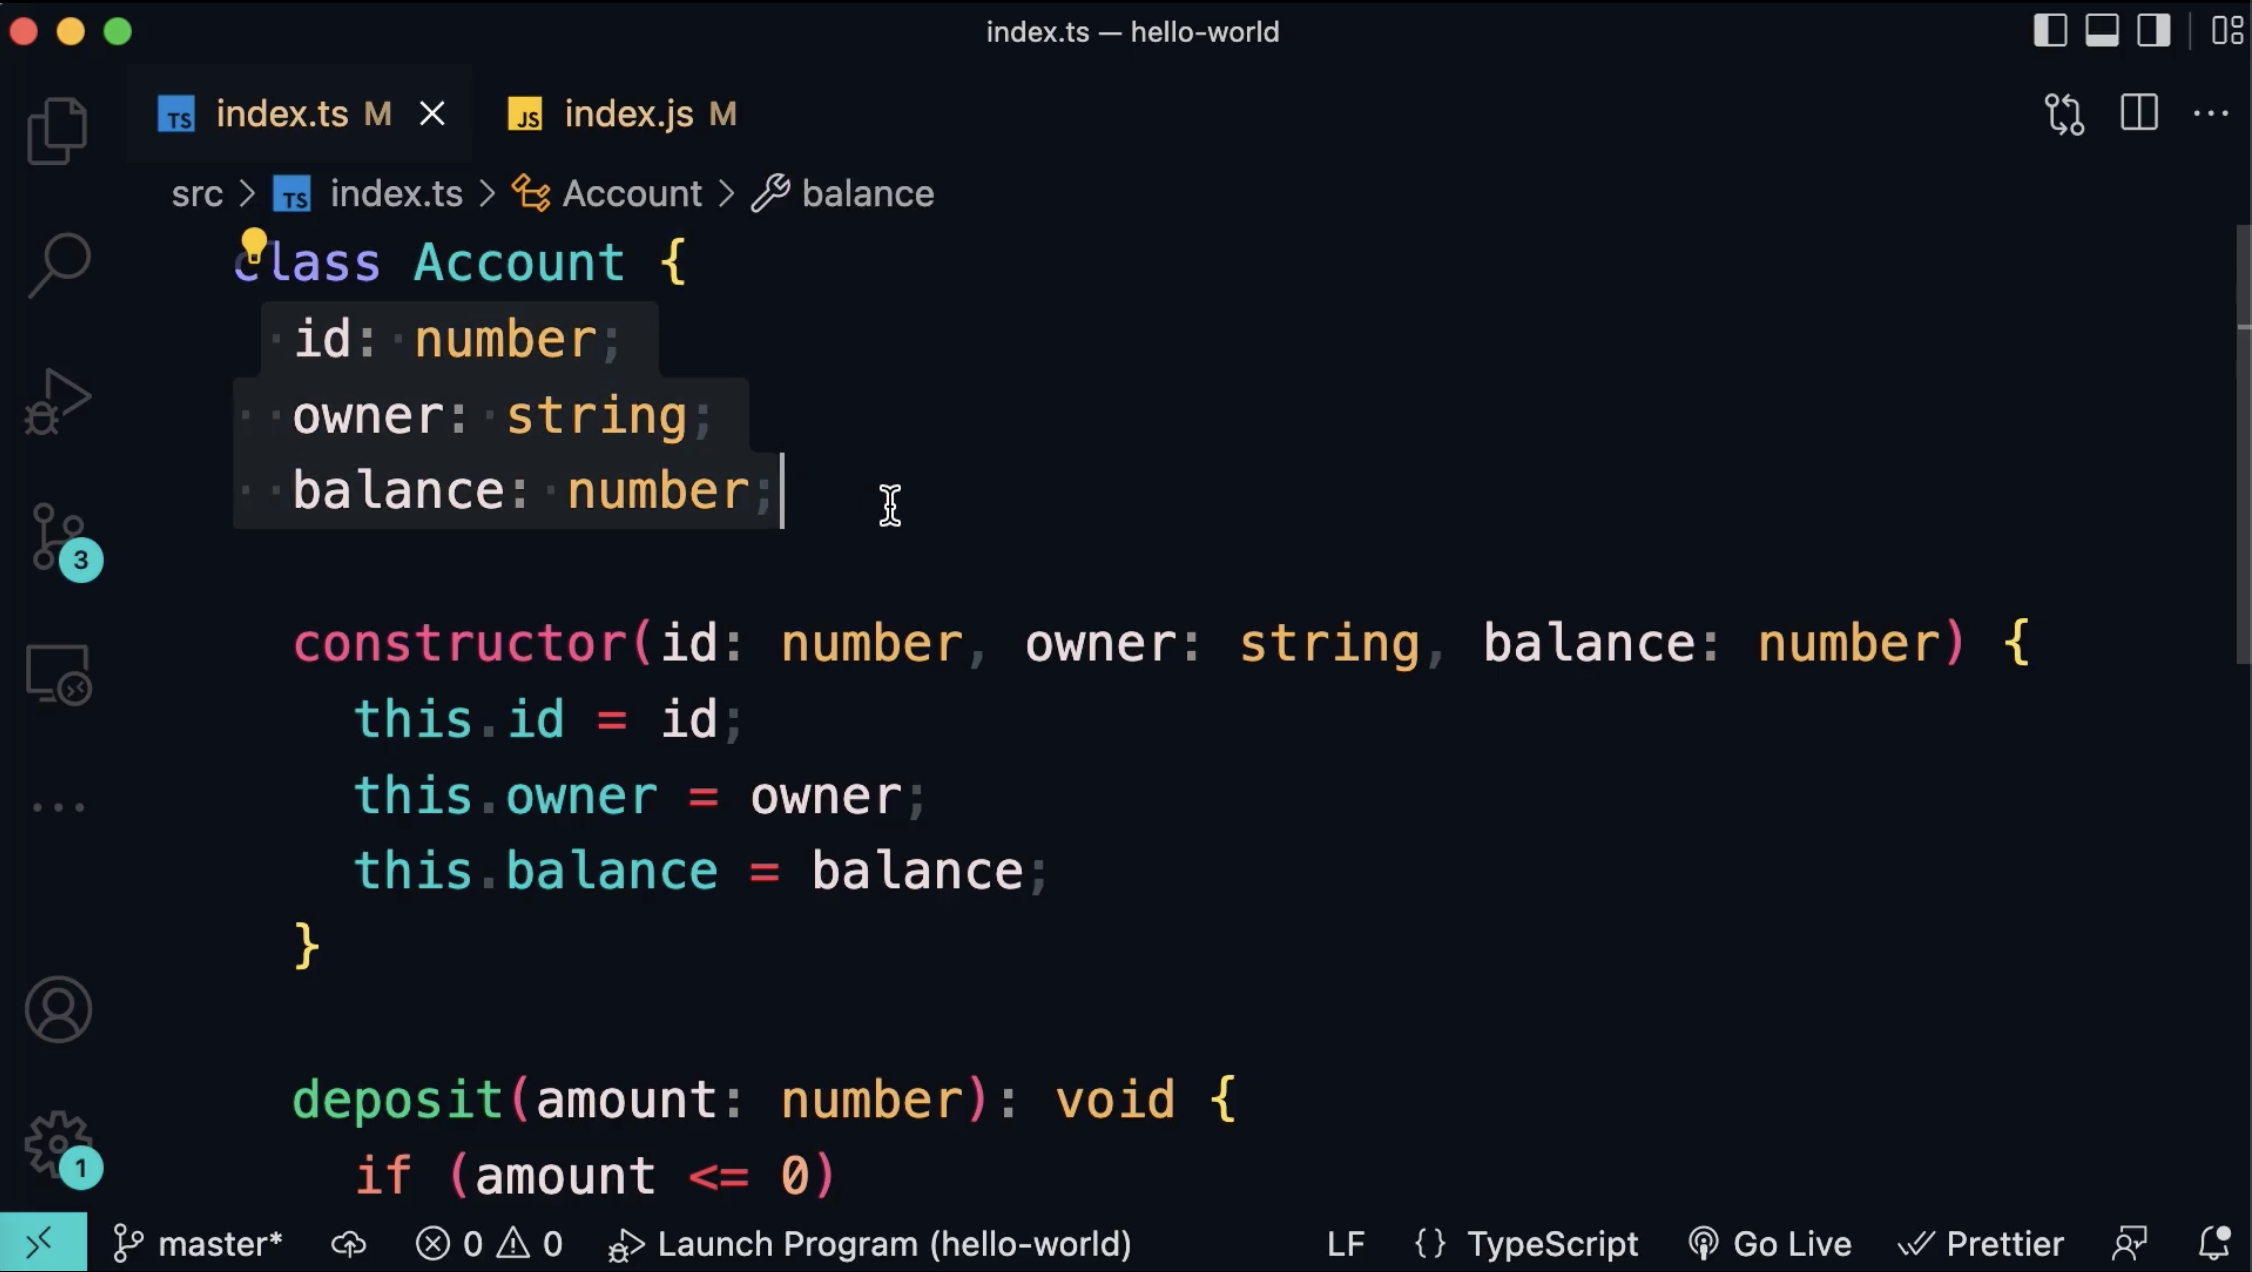 index.ts — hello-world
TS index.ts M JS index.js M
src > TS index.ts > Account > balance
class Account {
id: number;
owner: string;
balance: number;
3
constructor(id: number, owner: string, balance: number) {
this.id = id;
this.owner = owner;
this.balance = balance;
}
deposit(amount: number): void {
if (amount <= 0)
1
master* 0 0 Launch Program (hello-world) LF {} TypeScript Go Live Prettier